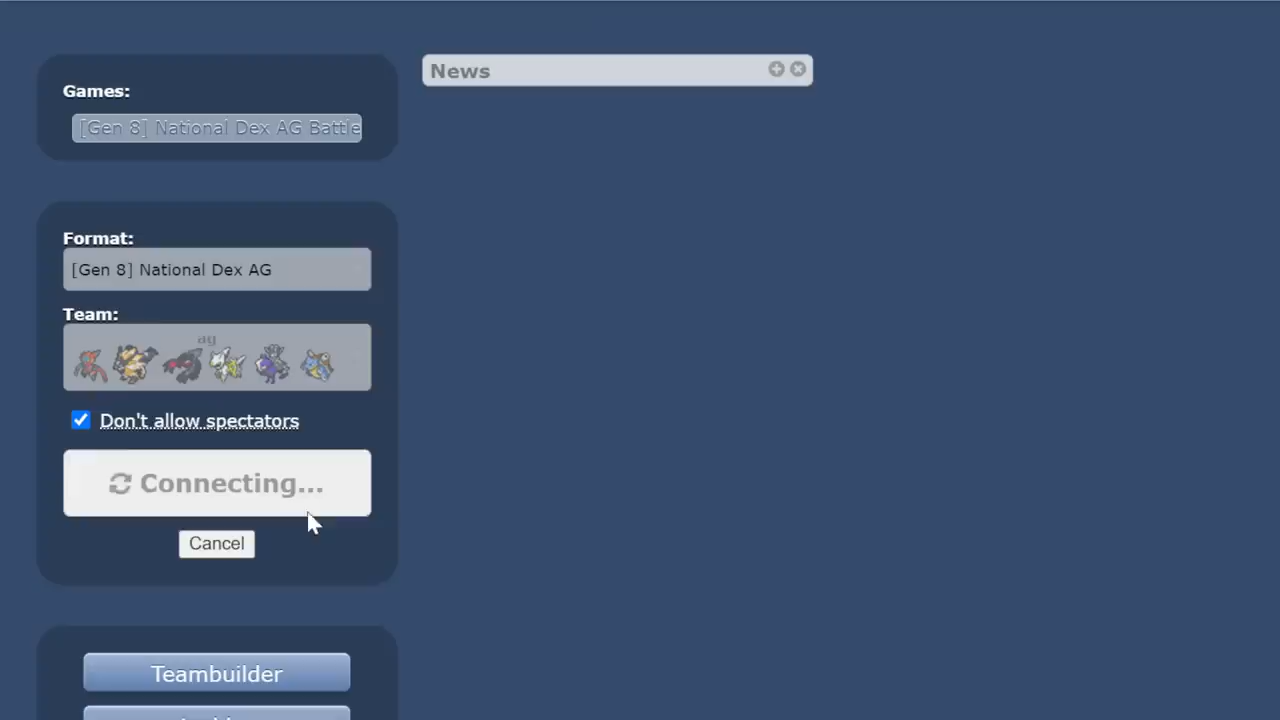 Games:
[Gen 8] National Dex AG Battle
News
Format:
[Gen 8] National Dex AG
Team:
ag
Don't allow spectators
Connecting...
Cancel
Teambuilder